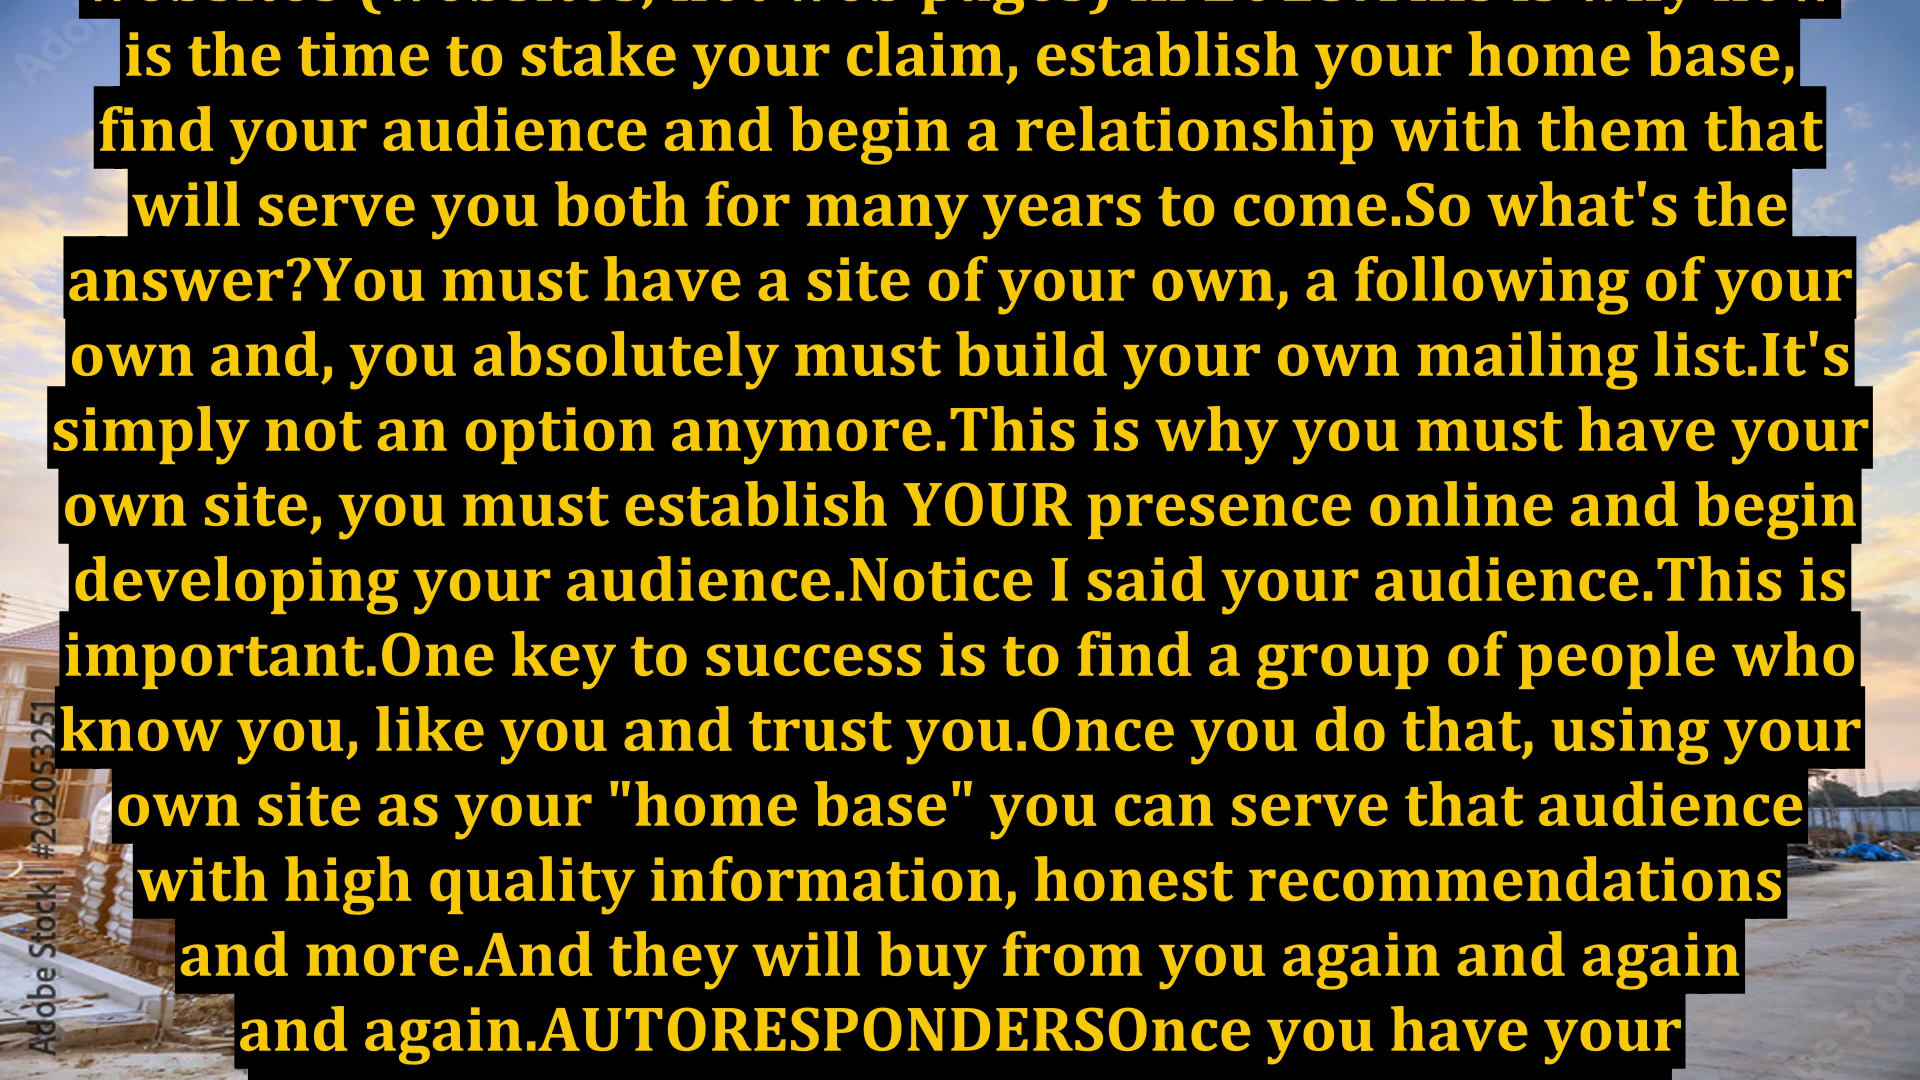 is the time to stake your claim, establish your home base,
find your audience and begin a relationship with them that
will serve you both for many years to come.So what's the
answer?You must have a site of your own, a following of your
own and, you absolutely must build your own mailing list.It's
simply not an option anymore.This is why you must have your
own site, you must establish YOUR presence online and begin
developing your audience.Notice I said your audience.This is
important.One key to success is to find a group of people who
know you, like you and trust you.Once you do that, using your
own site as your "home base" you can serve that audience
with high quality information, honest recommendations
and more.And they will buy from you again and again
and again.AUTORESPONDERSOnce you have your
Adobe Stock | #202053251